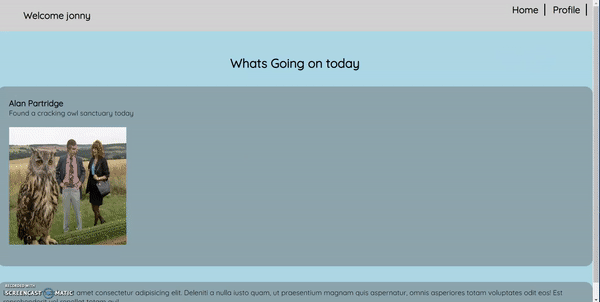 Welcome jonny
Home
Profile
Whats Going on today
Alan Partridge
Found a cracking owl sanctuary today
RECORDED WITH
SCREENCAST MATIC
amet consectetur adipisicing elit. Deleniti a nulla iusto quam, ut praesentium magnam quis aspernatur, omnis asperiores totam voluptates odit eos! Est